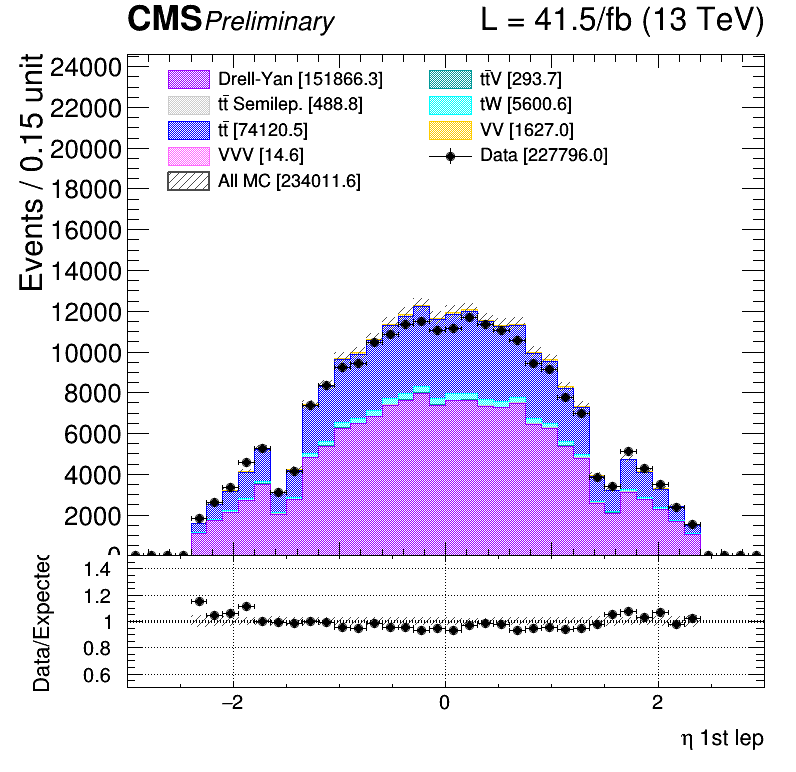 CMS Preliminary L = 41.5/fb (13 TeV)
Events / 0.15 unit
24000
22000
20000
18000
16000
14000
12000
10000
8000
6000
4000
2000
0
Drell-Yan [151866.3]
tt̄ Semilep. [488.8]
tt̄ [74120.5]
VVV [14.6]
All MC [234011.6]
tt̄V [293.7]
tW [5600.6]
VV [1627.0]
Data [227796.0]
Data/Expected
1.4
1.2
1
0.8
0.6
−2 0 2
η 1st lep